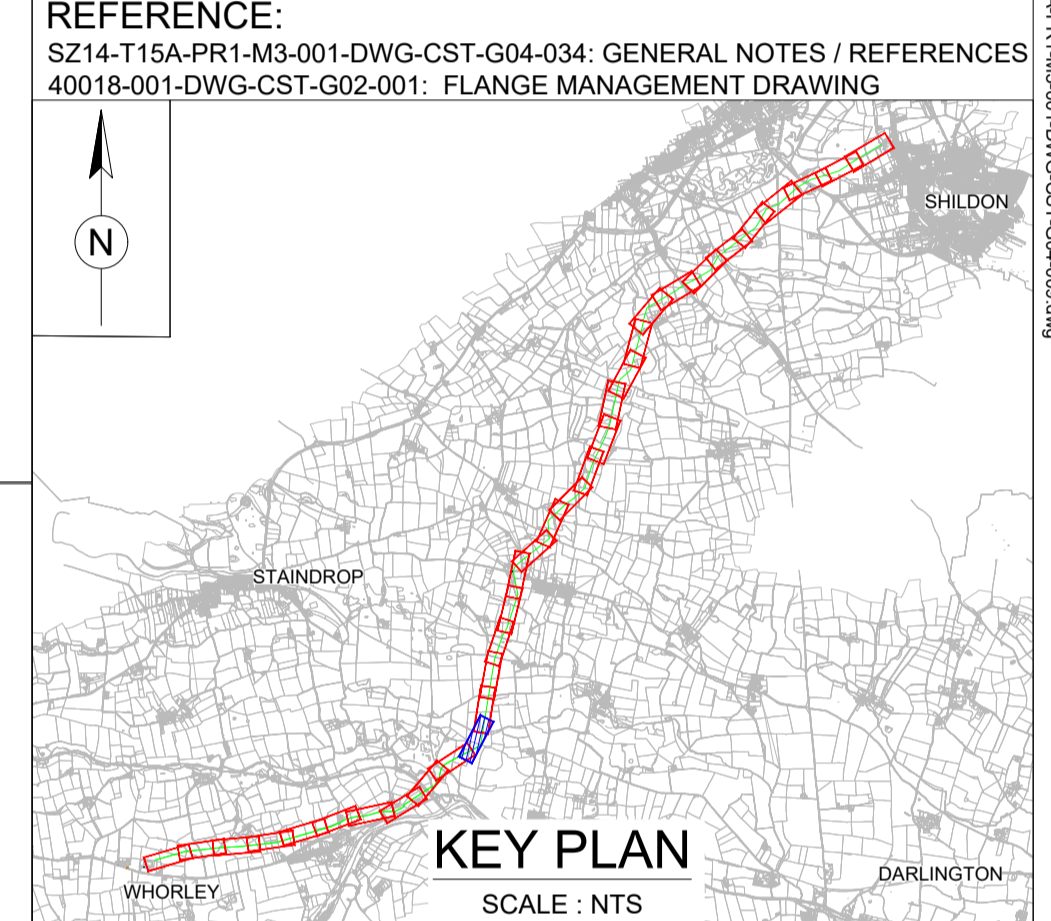 REFERENCE:
SZ14-T15A-PR1-M3-001-DWG-CST-G04-034: GENERAL NOTES / REFERENCES
40018-001-DWG-CST-G02-001: FLANGE MANAGEMENT DRAWING
N
SHILDON
STAINDROP
KEY PLAN
SCALE : NTS
DARLINGTON
WHORLEY